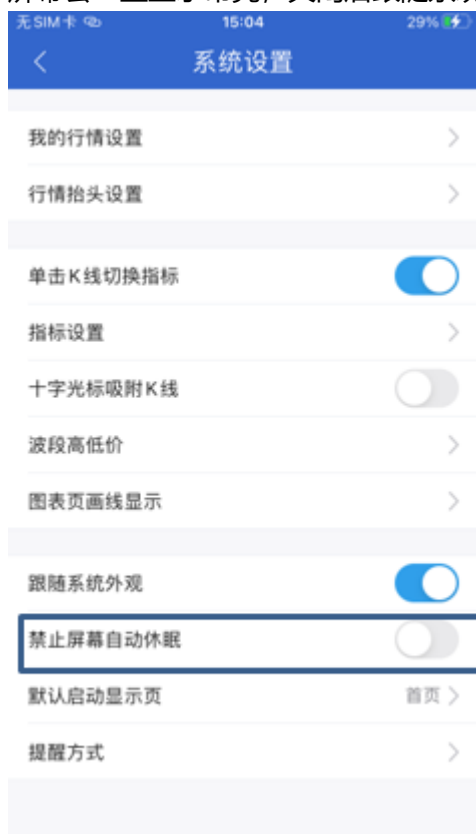 无SIM卡 15:04 29%
系统设置
我的行情设置
行情抬头设置
单击K线切换指标
指标设置
十字光标吸附K线
波段高低价
图表页画线显示
跟随系统外观
禁止屏幕自动休眠
默认启动显示页 首页
提醒方式